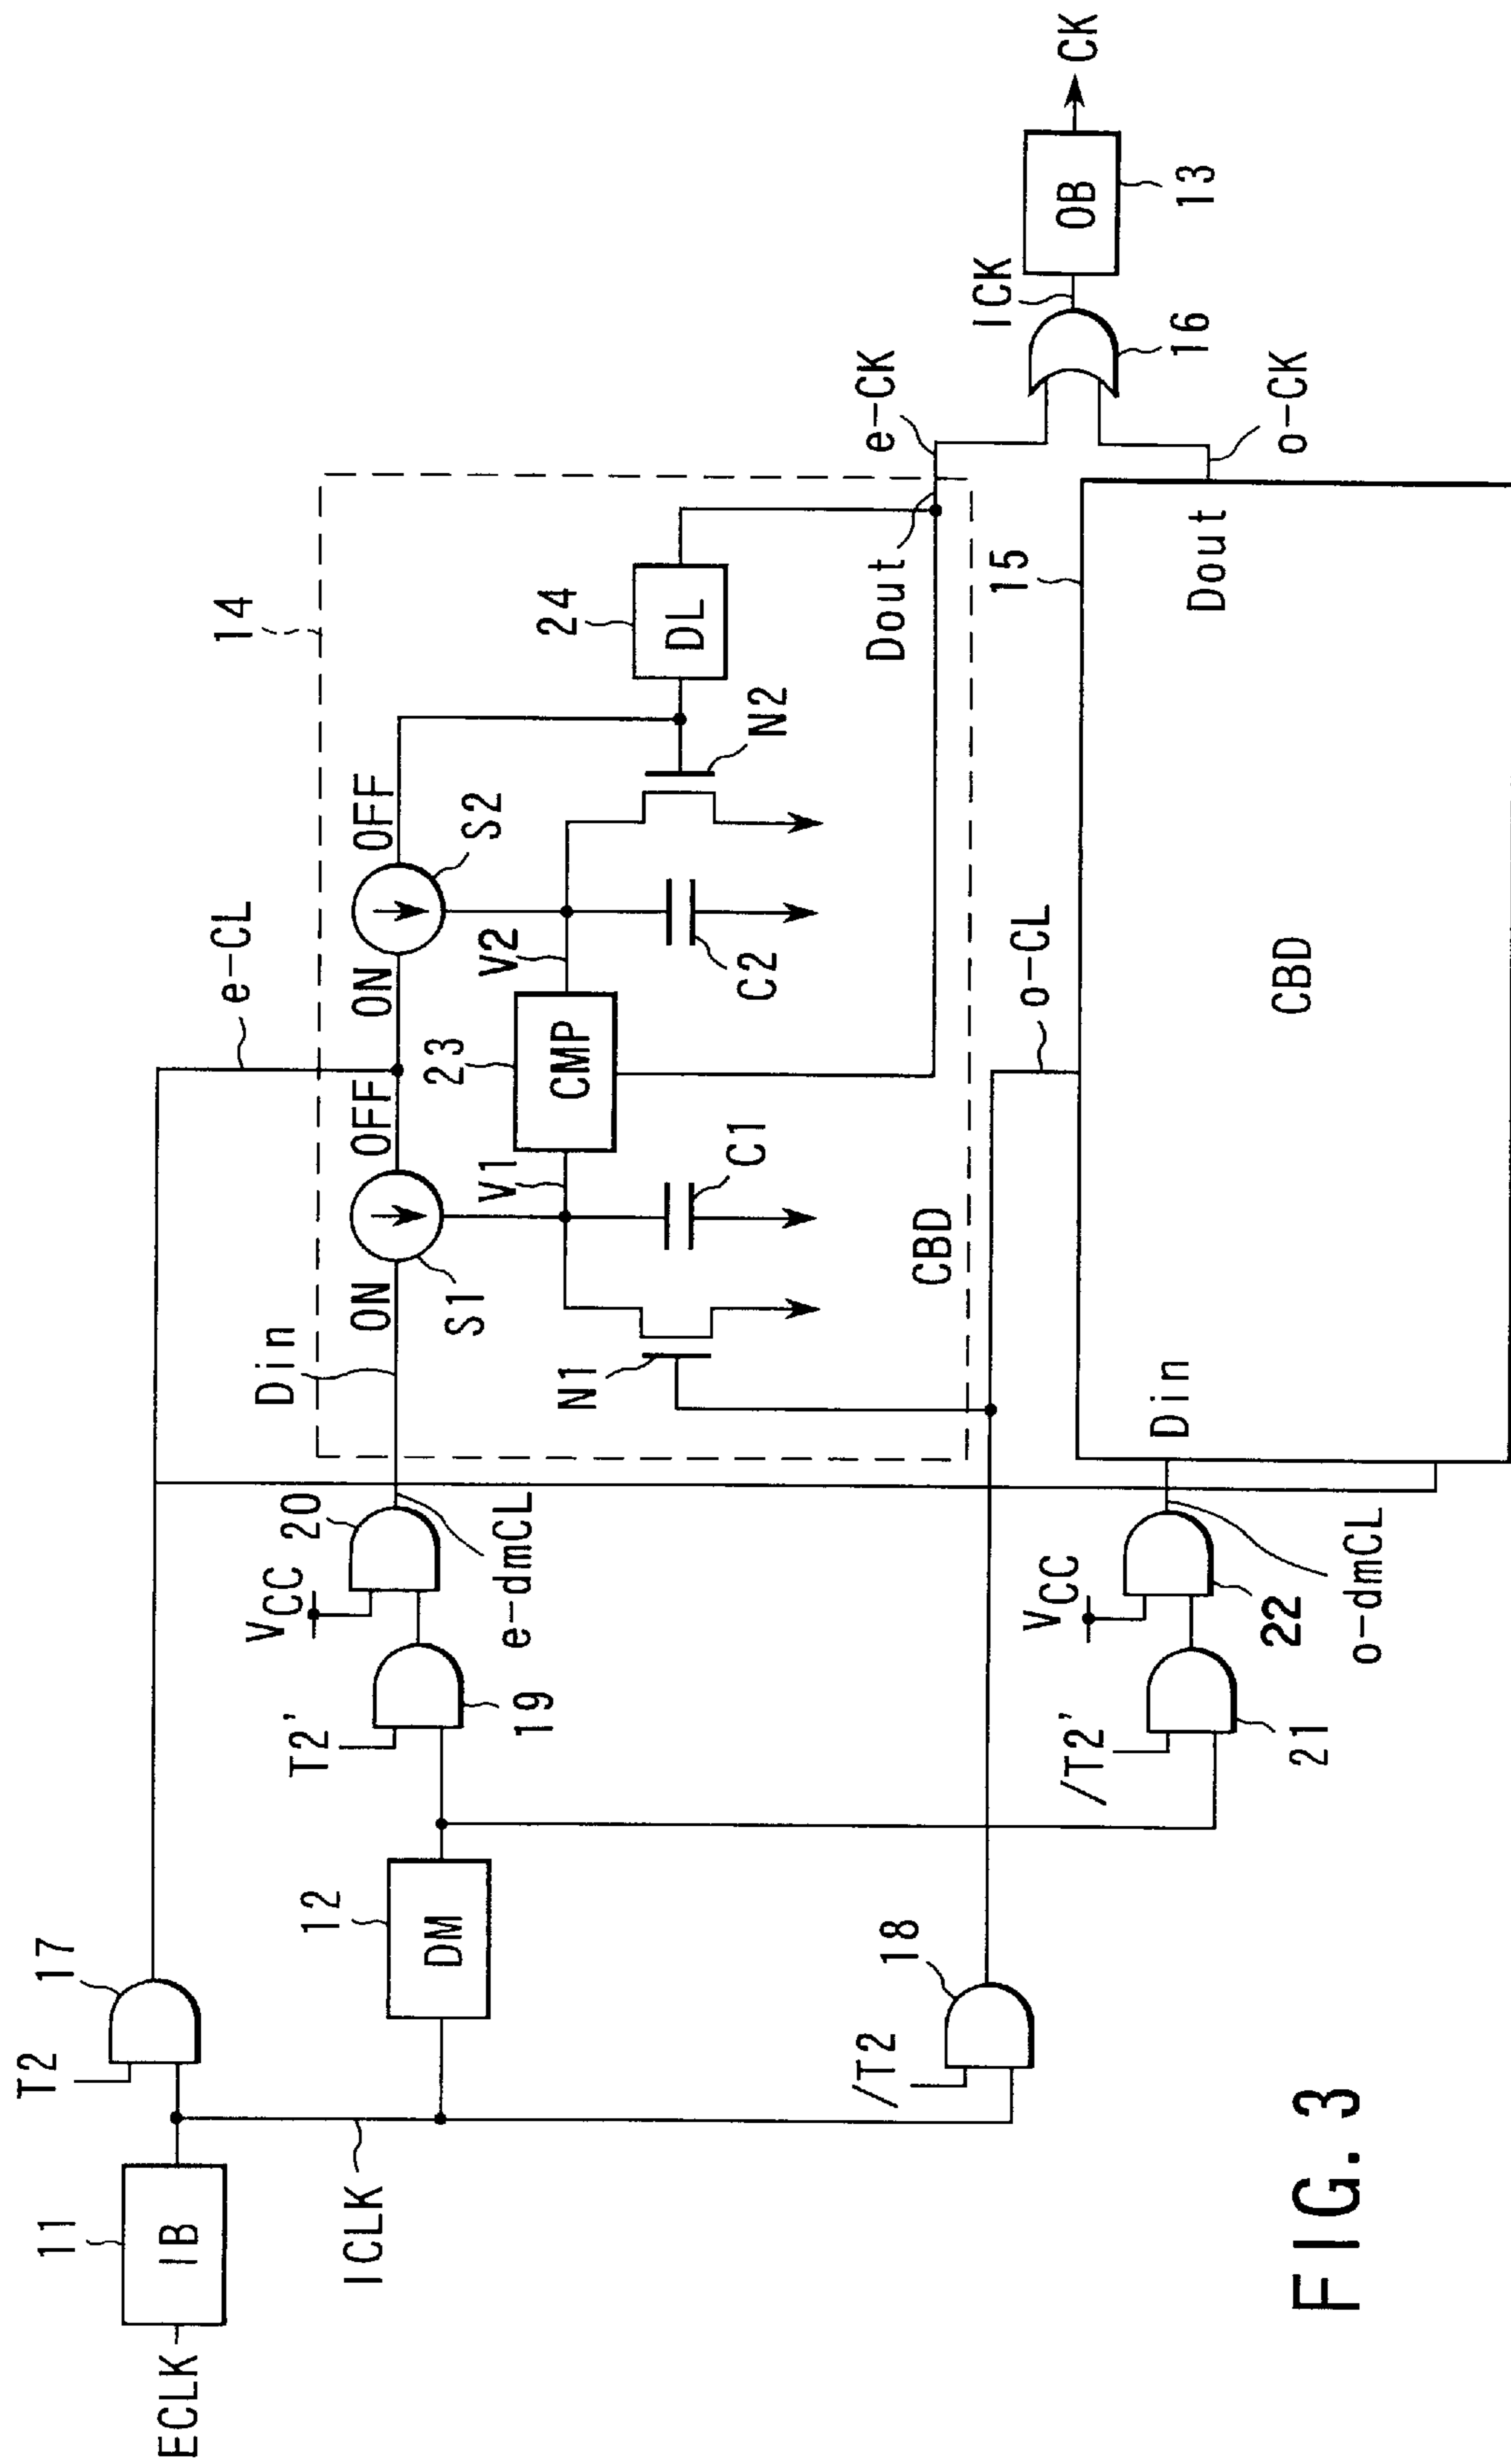 ECLK
11
IB
ICLK
T2
17
12
DM
/T2
18
T2'
19
VCC
20
e-dmCL
/T2'
21
VCC
22
o-dmCL
Din
ON
S1
OFF
e-CL
ON
S2
OFF
14
N1
V1
C1
23
CMP
V2
C2
N2
24
DL
CBD
Dout
e-CK
o-CL
Din
CBD
15
Dout
o-CK
16
ICK
OB
13
CK
FIG. 3